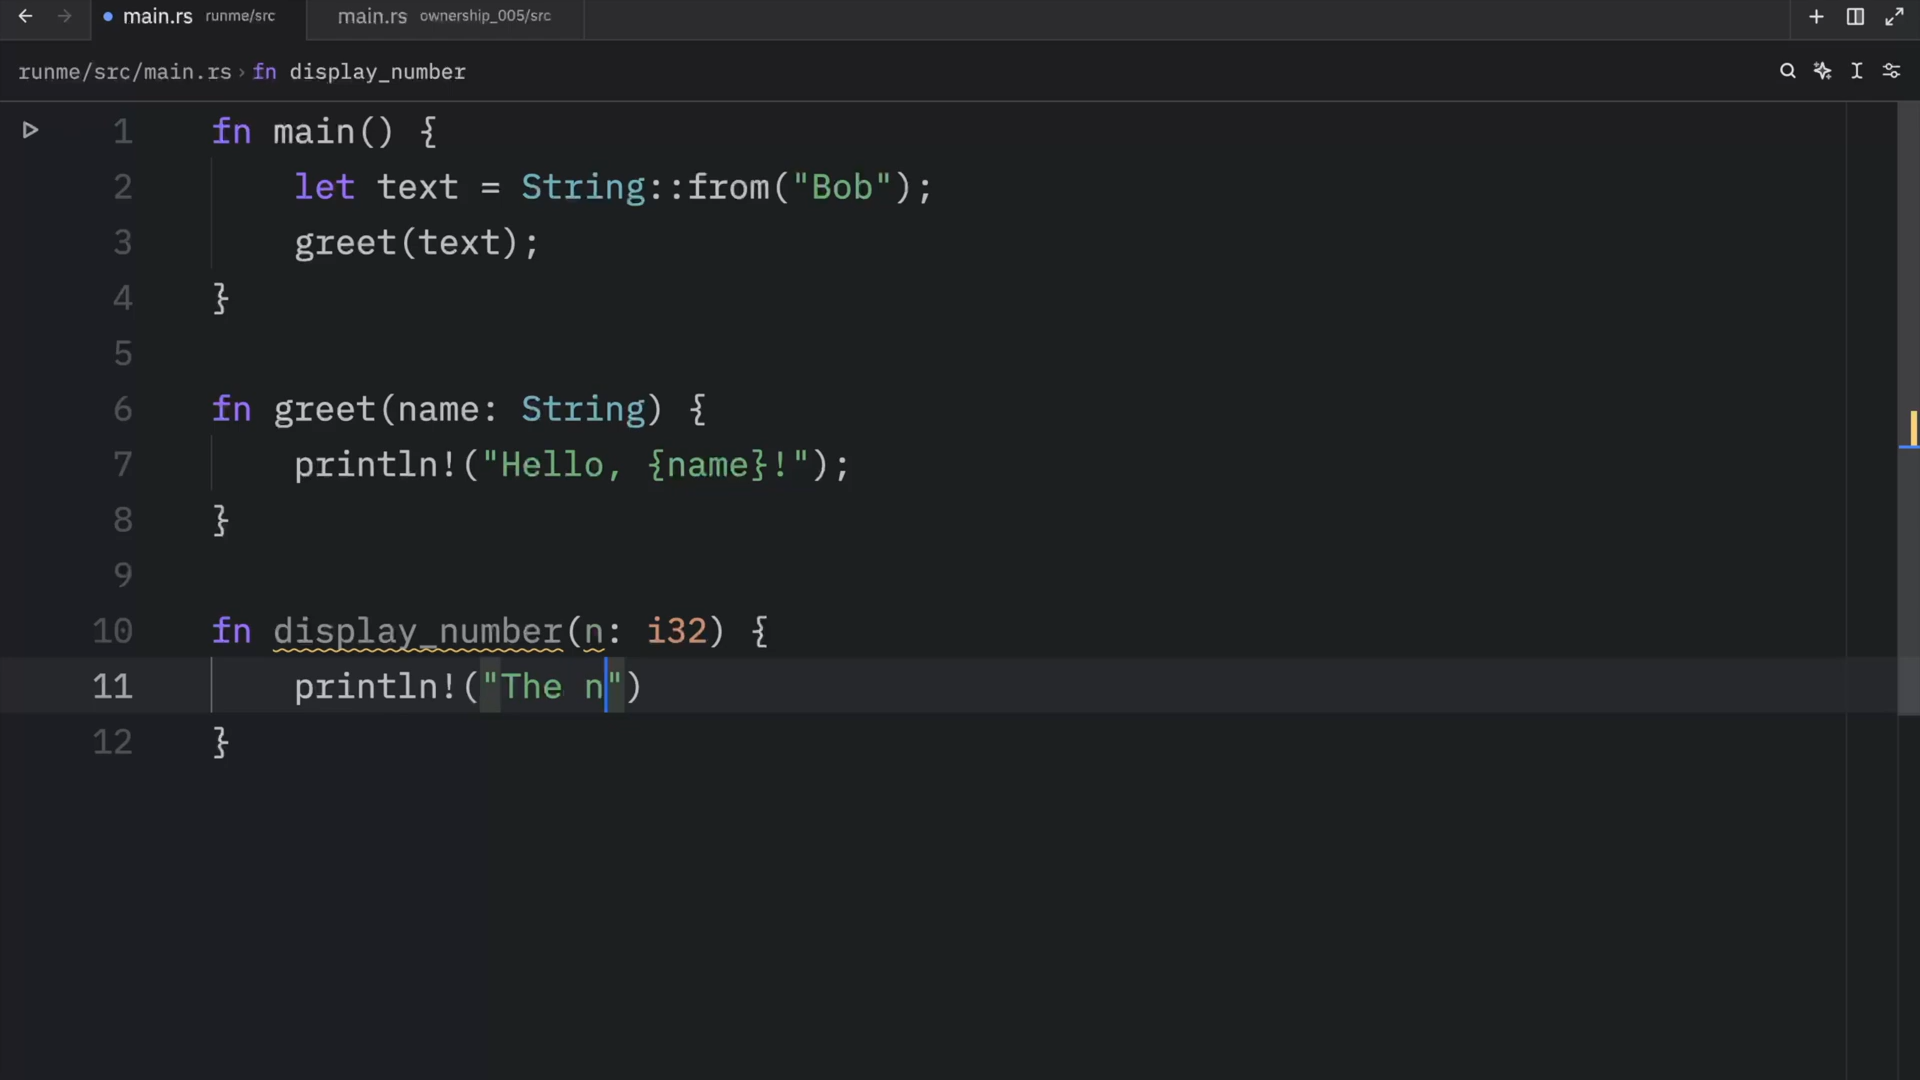 main.rs runme/src main.rs ownership_005/src
runme/src/main.rs › fn display_number
1 fn main() {
2 let text = String::from("Bob");
3 greet(text);
4 }
5
6 fn greet(name: String) {
7 println!("Hello, {name}!");
8 }
9
10 fn display_number(n: i32) {
11 println!("The n")
12 }